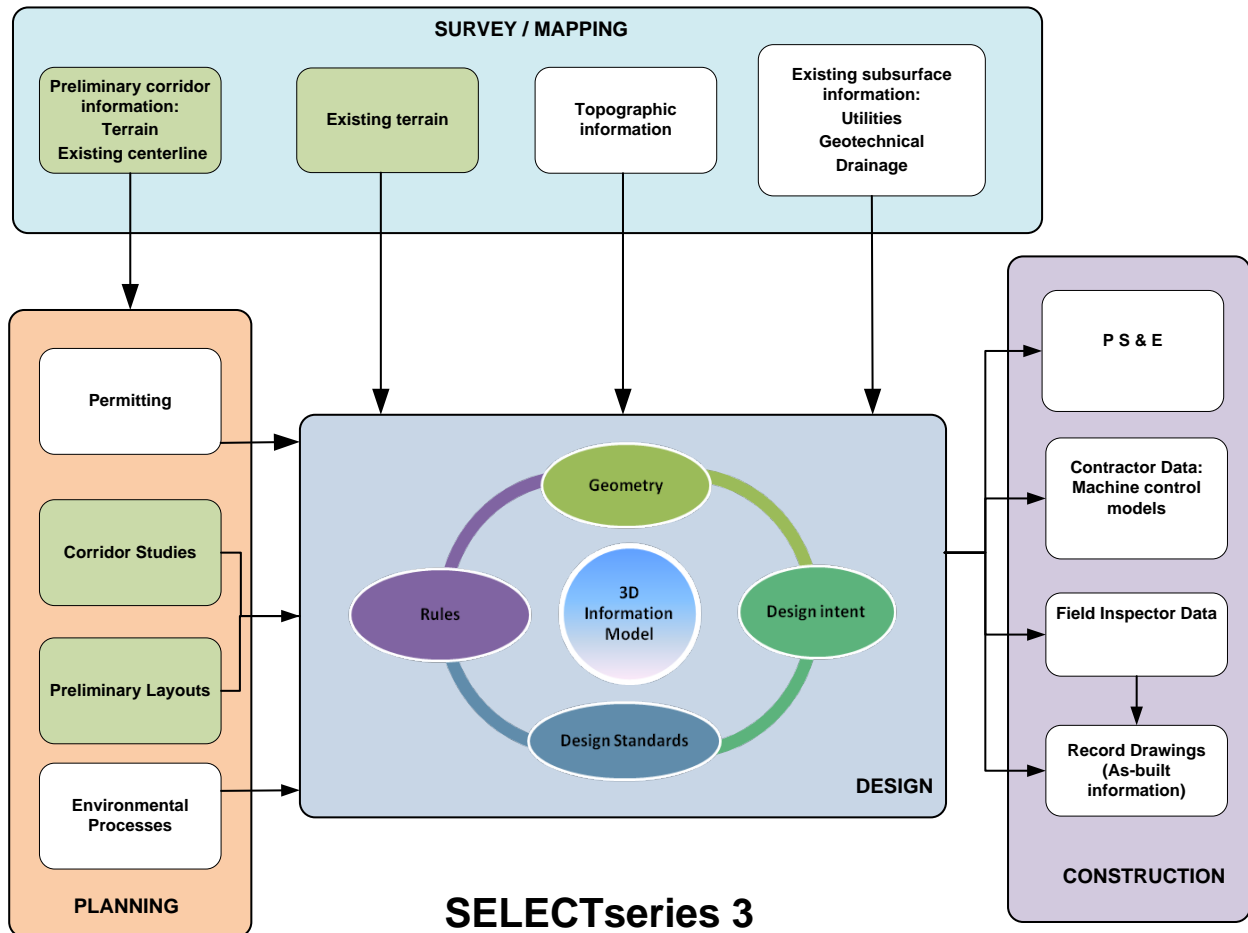 SURVEY / MAPPING
Preliminary corridor
information:
Terrain
Existing centerline
Existing terrain
Topographic
information
Existing subsurface
information:
Utilities
Geotechnical
Drainage
Permitting
Corridor Studies
Preliminary Layouts
Environmental
Processes
PLANNING
Geometry
Rules
3D
Information
Model
Design intent
Design Standards
DESIGN
P S & E
Contractor Data:
Machine control
models
Field Inspector Data
Record Drawings
(As-built
information)
CONSTRUCTION
SELECTseries 3